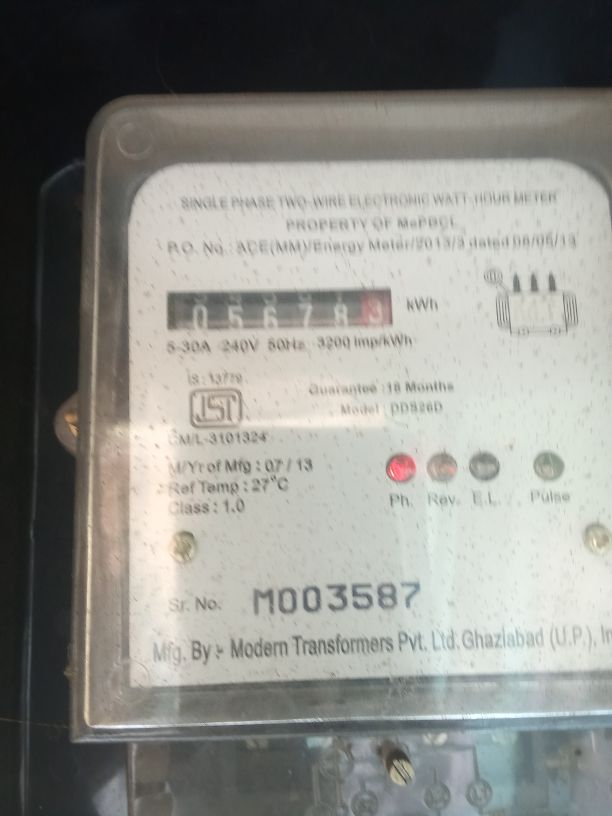 SINGLE PHASE TWO-WIRE ELECTRONIC WATT-HOUR METER
PROPERTY OF MePDCL
P.O. No.: ACE(MM)/Energy Meter/2013/3 dated 06/05/13
0 5 6 7 8 9 kWh
5-30A 240V 50Hz 3200 imp/kWh
IS : 13779
ISI
CM/L-3101324
Guarantee : 18 Months
Model : DDS26D
M/Yr of Mfg : 07 / 13
Ref Temp : 27°C
Class : 1.0
Ph. Rev. E.L. Pulse
Sr. No. M003587
Mfg. By :- Modern Transformers Pvt. Ltd. Ghaziabad (U.P.), In